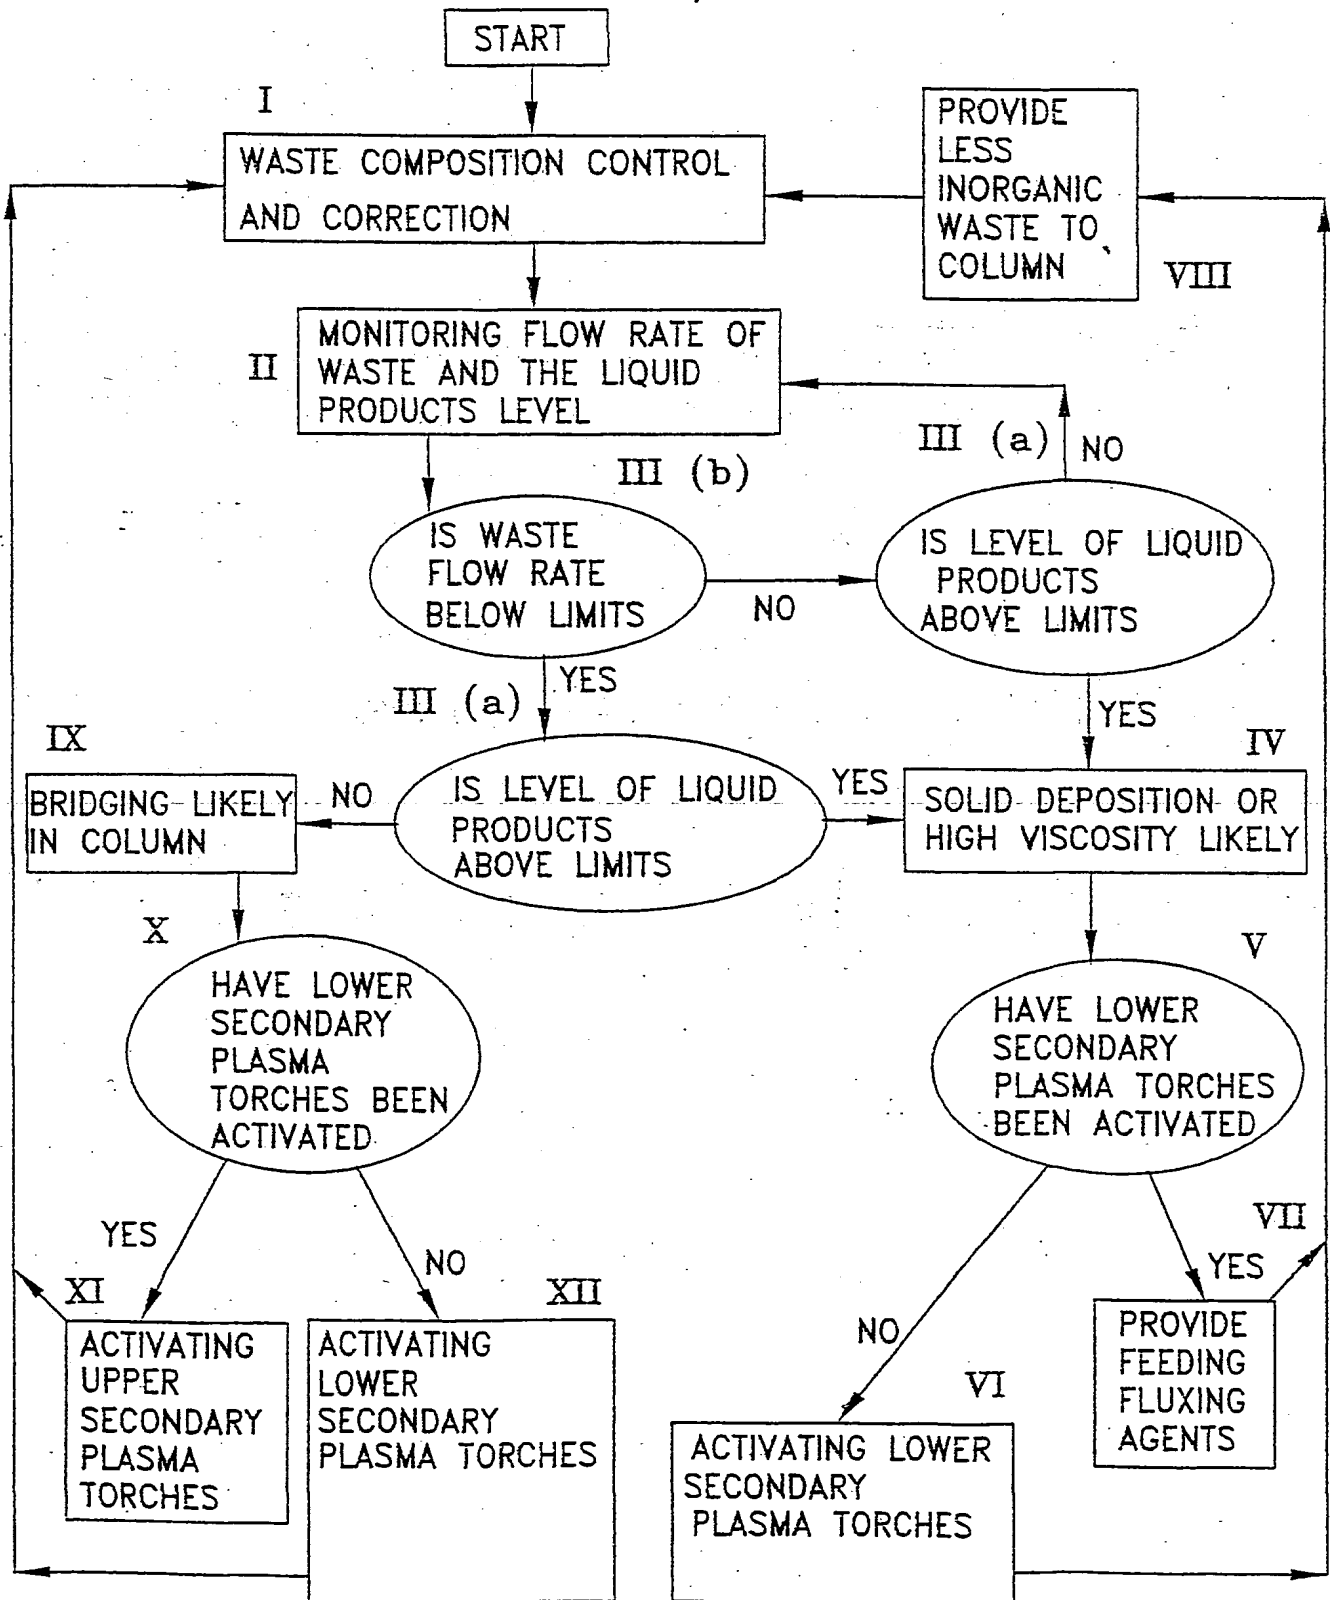 START
I
WASTE COMPOSITION CONTROL
AND CORRECTION
PROVIDE
LESS
INORGANIC
WASTE TO
COLUMN
VIII
II
MONITORING FLOW RATE OF
WASTE AND THE LIQUID
PRODUCTS LEVEL
III (b)
III (a)
NO
IS WASTE
FLOW RATE
BELOW LIMITS
NO
IS LEVEL OF LIQUID
PRODUCTS
ABOVE LIMITS
YES
III (a)
YES
IX
BRIDGING LIKELY
IN COLUMN
NO
IS LEVEL OF LIQUID
PRODUCTS
ABOVE LIMITS
YES
IV
SOLID DEPOSITION OR
HIGH VISCOSITY LIKELY
X
HAVE LOWER
SECONDARY
PLASMA
TORCHES BEEN
ACTIVATED
V
HAVE LOWER
SECONDARY
PLASMA TORCHES
BEEN ACTIVATED
YES
NO
NO
YES
VII
XI
ACTIVATING
UPPER
SECONDARY
PLASMA
TORCHES
XII
ACTIVATING
LOWER
SECONDARY
PLASMA TORCHES
VI
ACTIVATING LOWER
SECONDARY
PLASMA TORCHES
PROVIDE
FEEDING
FLUXING
AGENTS